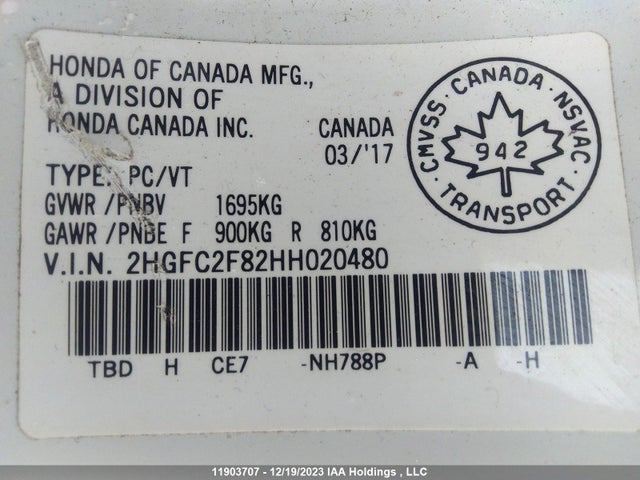 HONDA OF CANADA MFG.,
A DIVISION OF
HONDA CANADA INC. CANADA
03/'17
TYPE: PC/VT
GVWR /PNBV 1695KG
GAWR /PNBE F 900KG R 810KG
V.I.N. 2HGFC2F82HH020480
TBD H CE7 -NH788P -A -H
CMVSS · CANADA · NSVAC ·
942
TRANSPORT
11903707 - 12/19/2023 IAA Holdings , LLC